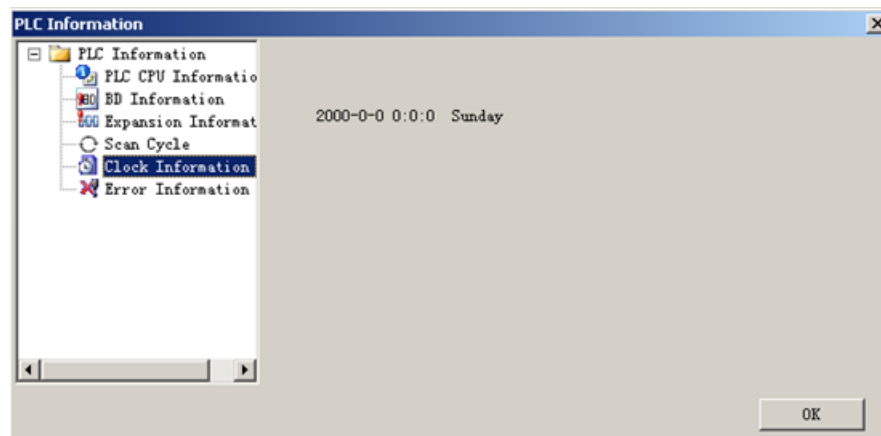 PLC Information
PLC Information
PLC CPU Informatio
BD Information
Expansion Informat
Scan Cycle
Clock Information
Error Information
2000-0-0 0:0:0 Sunday
OK